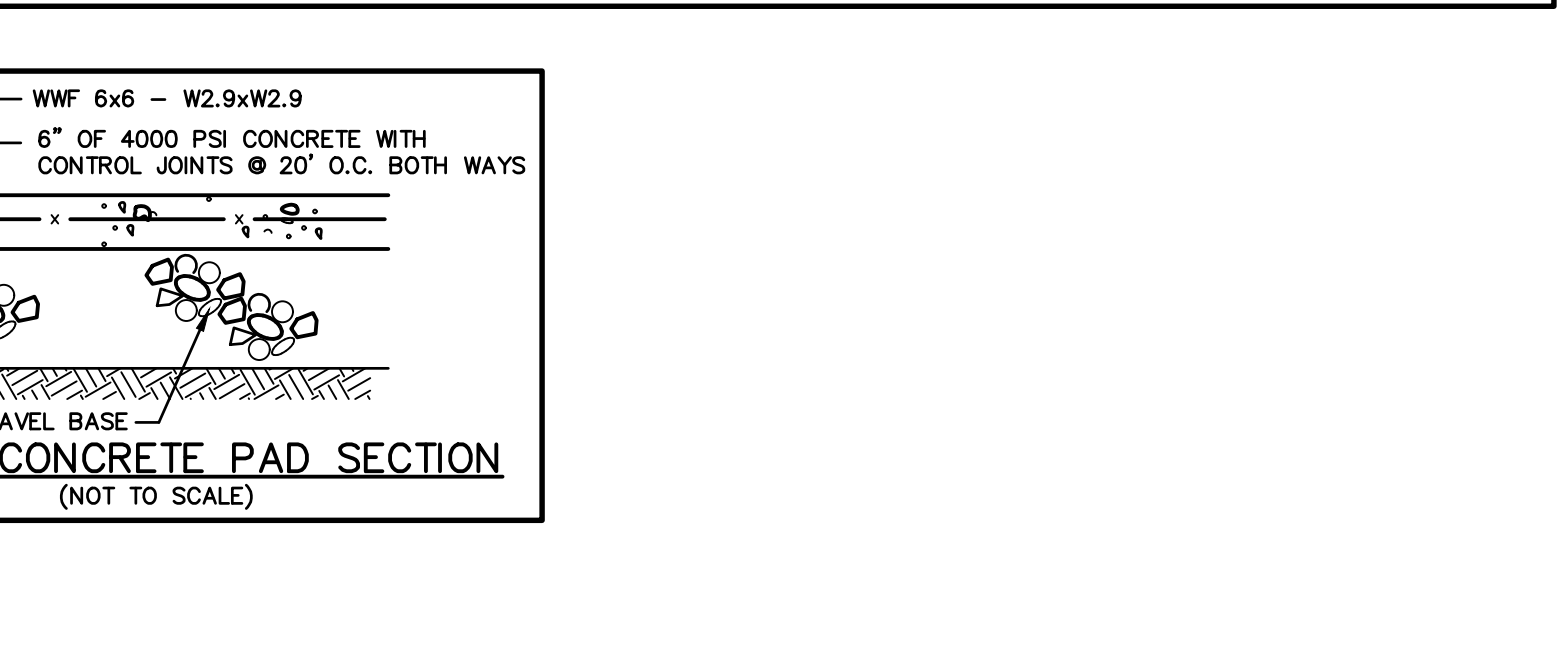 WWF 6x6 – W2.9xW2.9
6" OF 4000 PSI CONCRETE WITH
CONTROL JOINTS @ 20' O.C. BOTH WAYS
x x
AVEL BASE
CONCRETE PAD SECTION
(NOT TO SCALE)